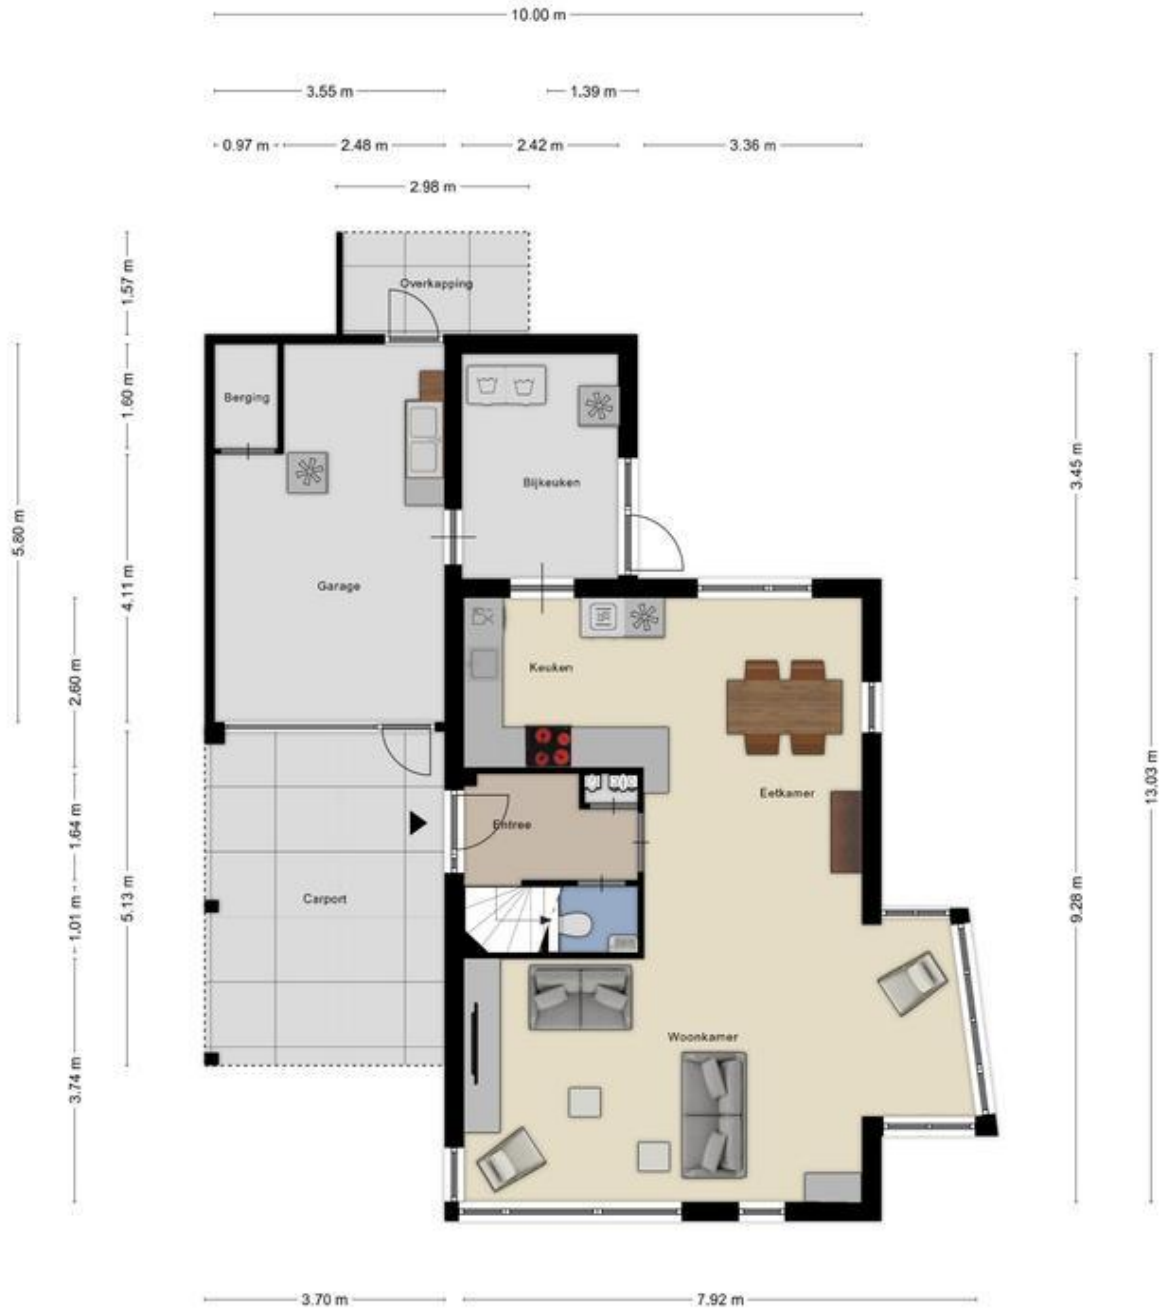 10.00 m
3.55 m
1.39 m
0.97 m
2.48 m
2.42 m
3.36 m
2.98 m
1.57 m
Overkapping
5.80 m
1.60 m
Berging
3.45 m
Bijkeuken
4.11 m
Garage
2.60 m
Keuken
13.03 m
Eetkamer
1.64 m
Entree
5.13 m
Carport
1.01 m
9.28 m
Woonkamer
3.74 m
3.70 m
7.92 m